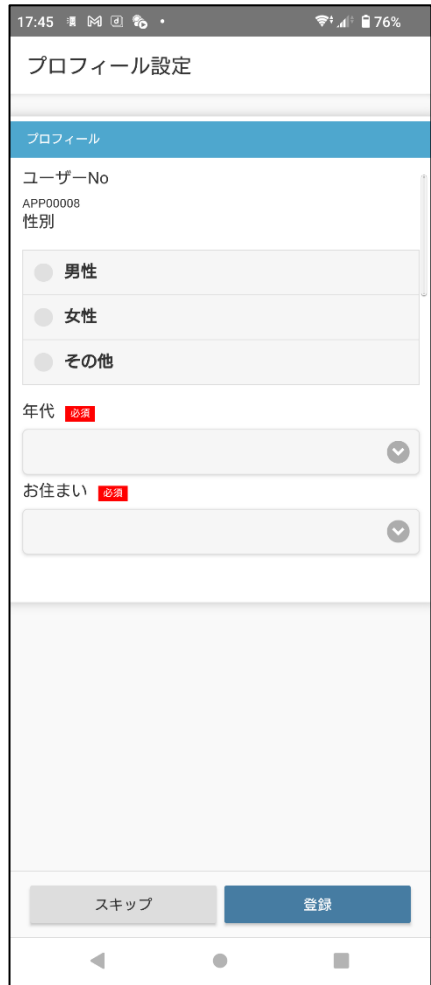 17:45 76%
プロフィール設定
プロフィール
ユーザーNo
APP00008
性別
男性
女性
その他
年代 必須
お住まい 必須
スキップ 登録